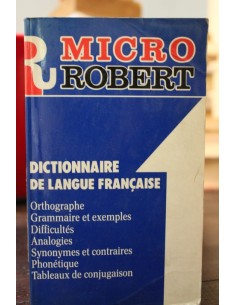 R MICRO
ROBERT
DICTIONNAIRE
DE LANGUE FRANÇAISE
Orthographe
Grammaire et exemples
Difficultés
Analogies
Synonymes et contraires
Phonétique
Tableaux de conjugaison